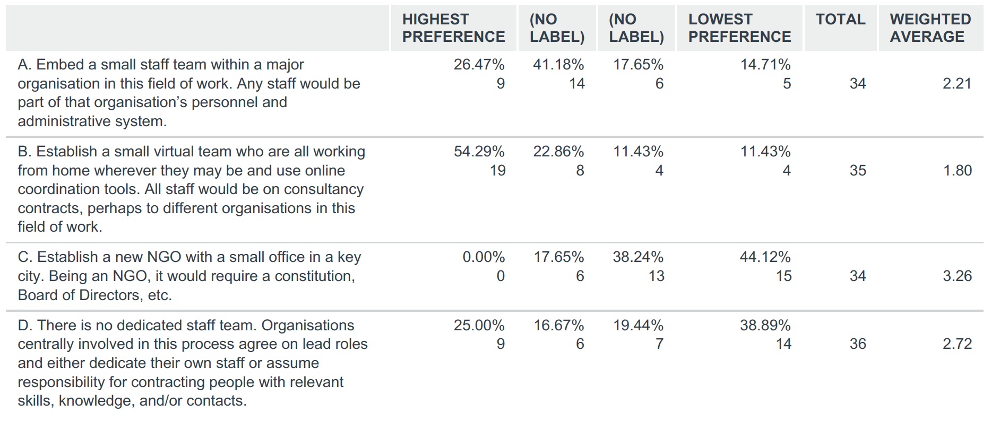 HIGHEST PREFERENCE (NO LABEL) (NO LABEL) LOWEST PREFERENCE TOTAL WEIGHTED AVERAGE
A. Embed a small staff team within a major 26.47% 41.18% 17.65% 14.71%
organisation in this field of work. Any staff would be 9 14 6 5 34 2.21
part of that organisation’s personnel and
administrative system.
B. Establish a small virtual team who are all working 54.29% 22.86% 11.43% 11.43%
from home wherever they may be and use online 19 8 4 4 35 1.80
coordination tools. All staff would be on consultancy
contracts, perhaps to different organisations in this
field of work.
C. Establish a new NGO with a small office in a key 0.00% 17.65% 38.24% 44.12%
city. Being an NGO, it would require a constitution, 0 6 13 15 34 3.26
Board of Directors, etc.
D. There is no dedicated staff team. Organisations 25.00% 16.67% 19.44% 38.89%
centrally involved in this process agree on lead roles 9 6 7 14 36 2.72
and either dedicate their own staff or assume
responsibility for contracting people with relevant
skills, knowledge, and/or contacts.